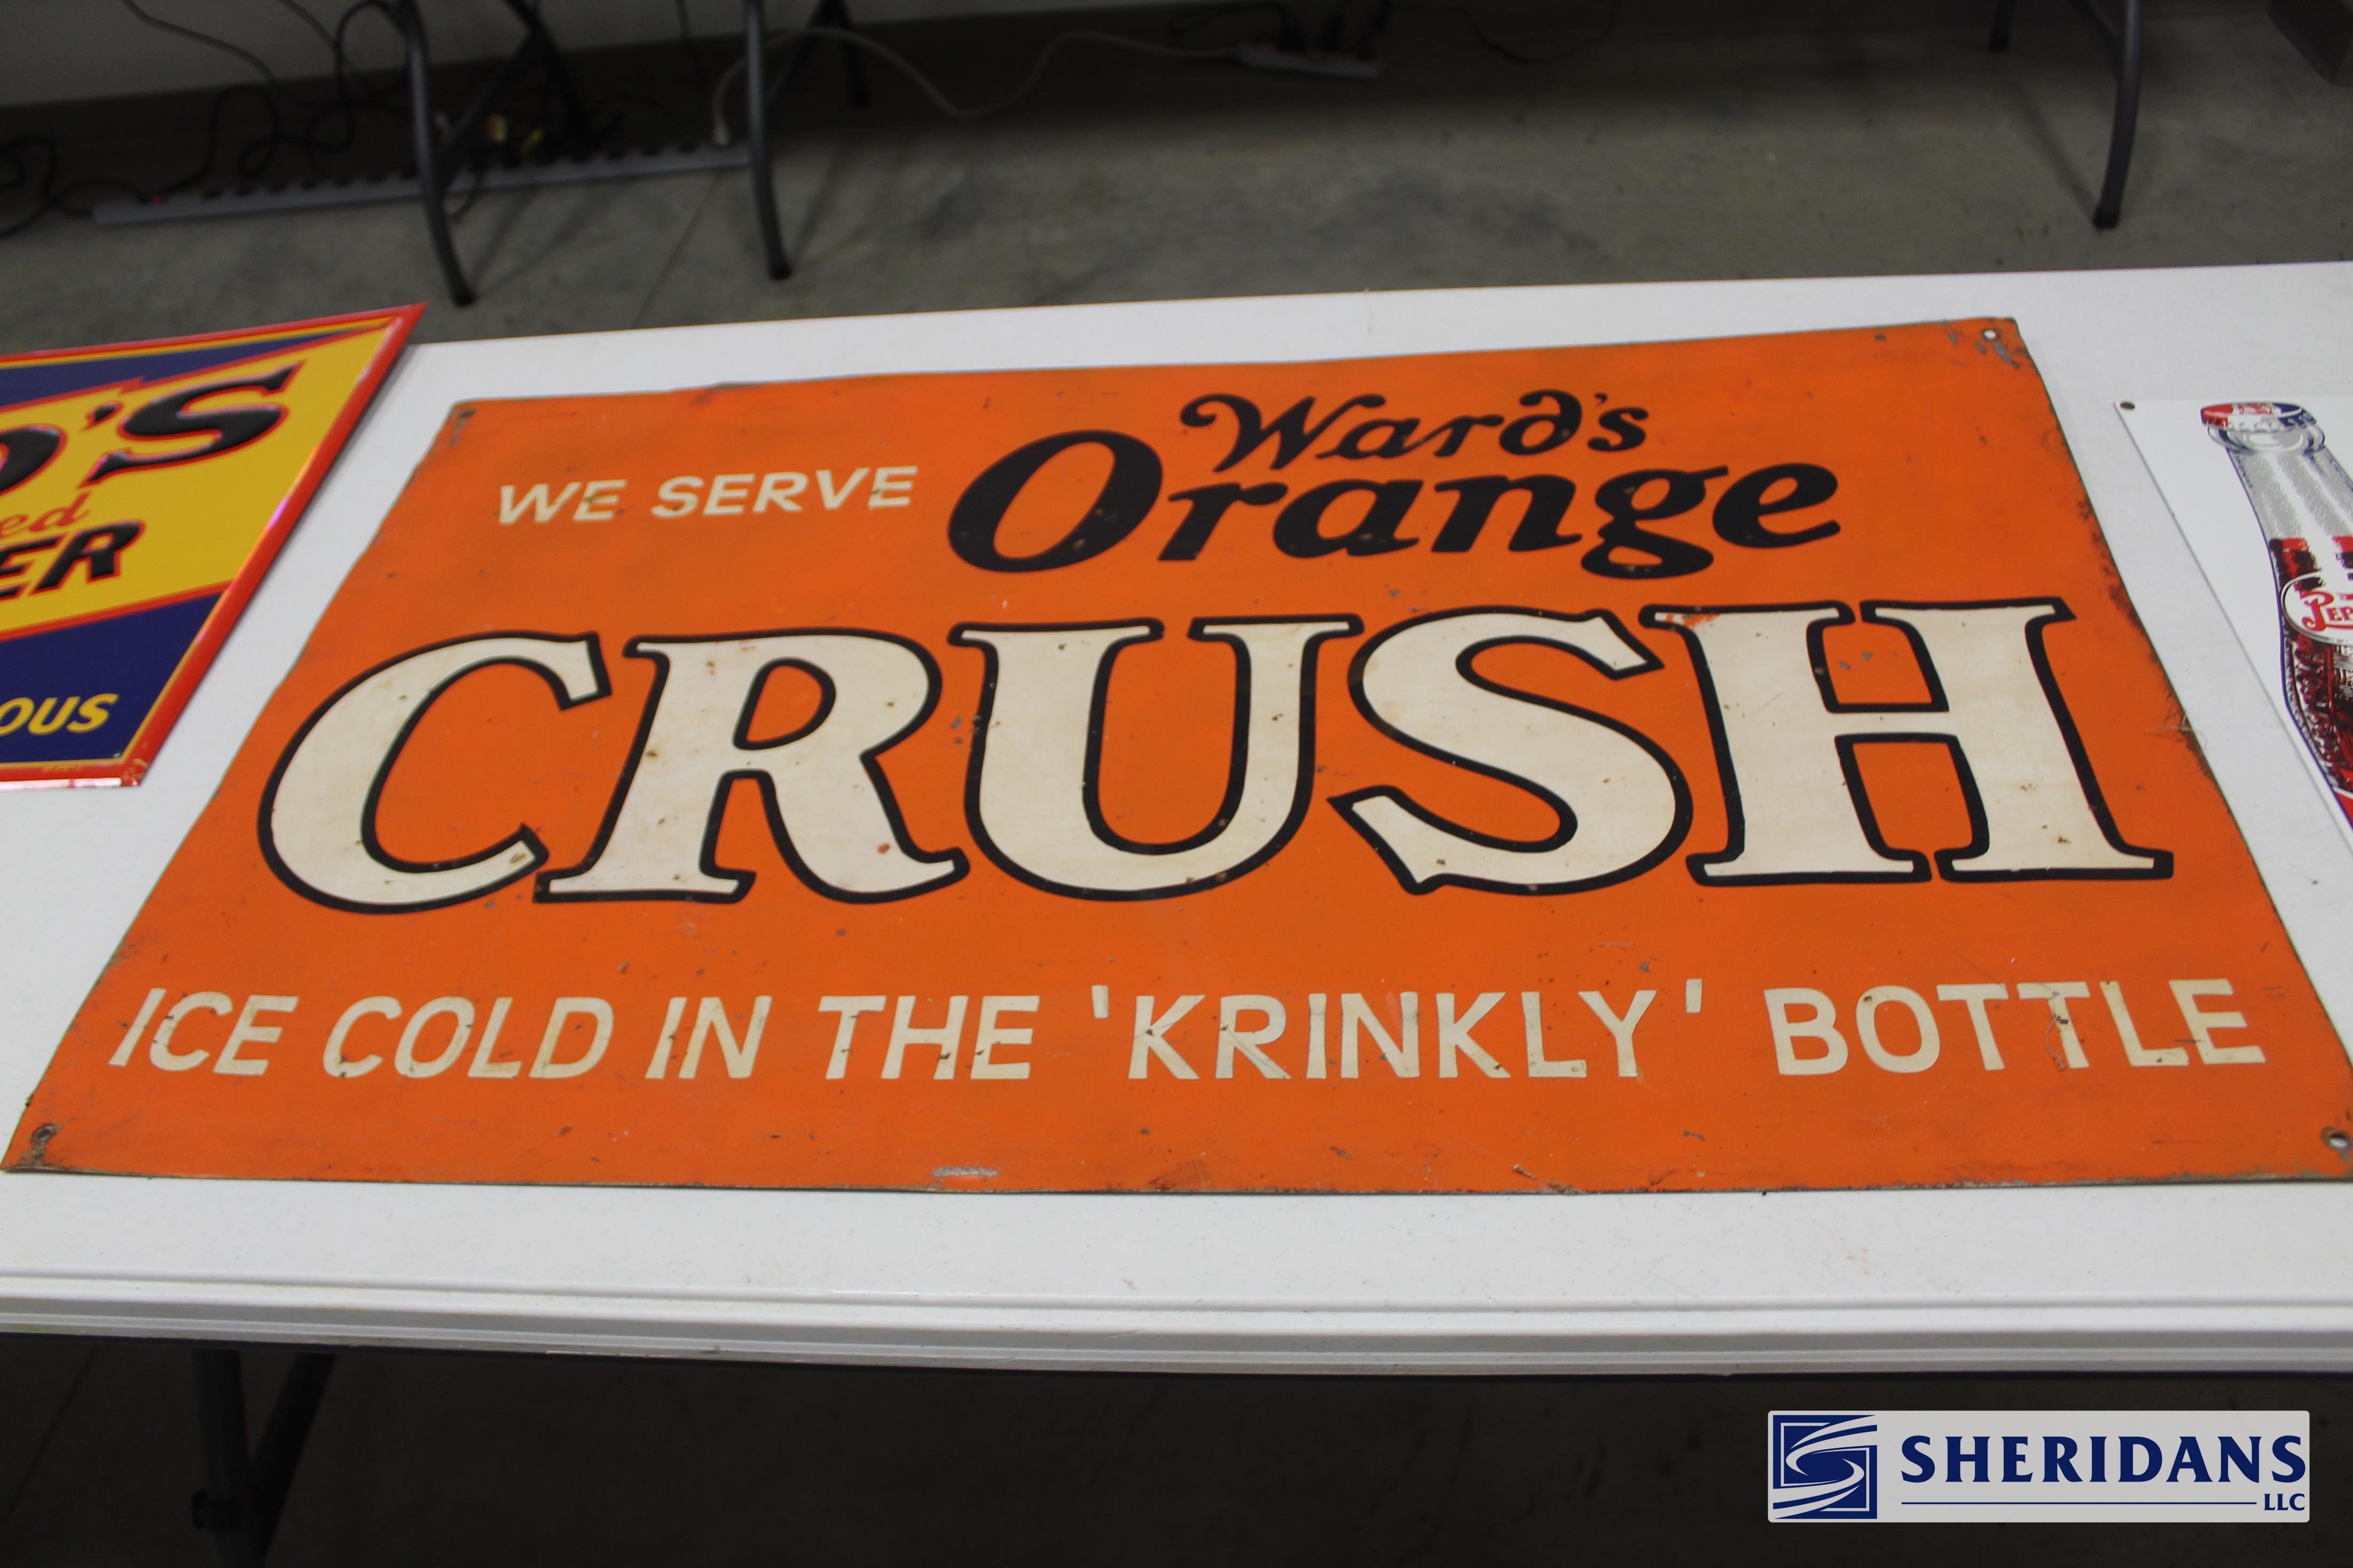 WE SERVE Ward's
Orange
CRUSH
ICE COLD IN THE 'KRINKLY' BOTTLE
SHERIDANS
LLC